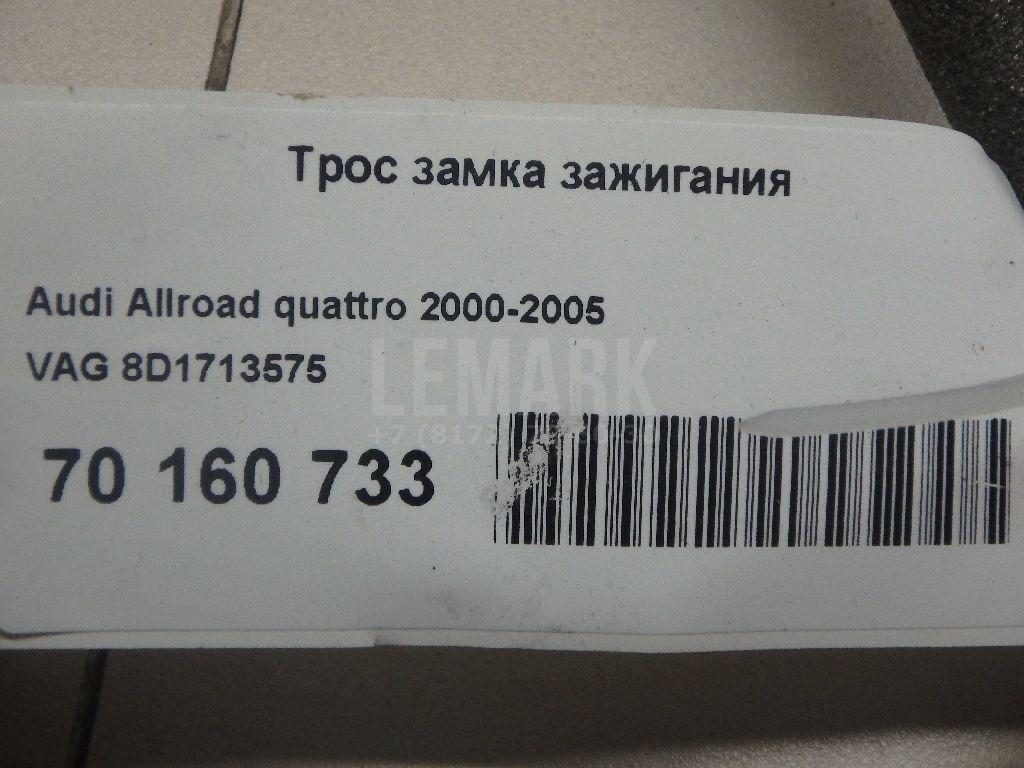 Трос замка зажигания
Audi Allroad quattro 2000-2005
VAG 8D1713575
LEMARK
70 160 733